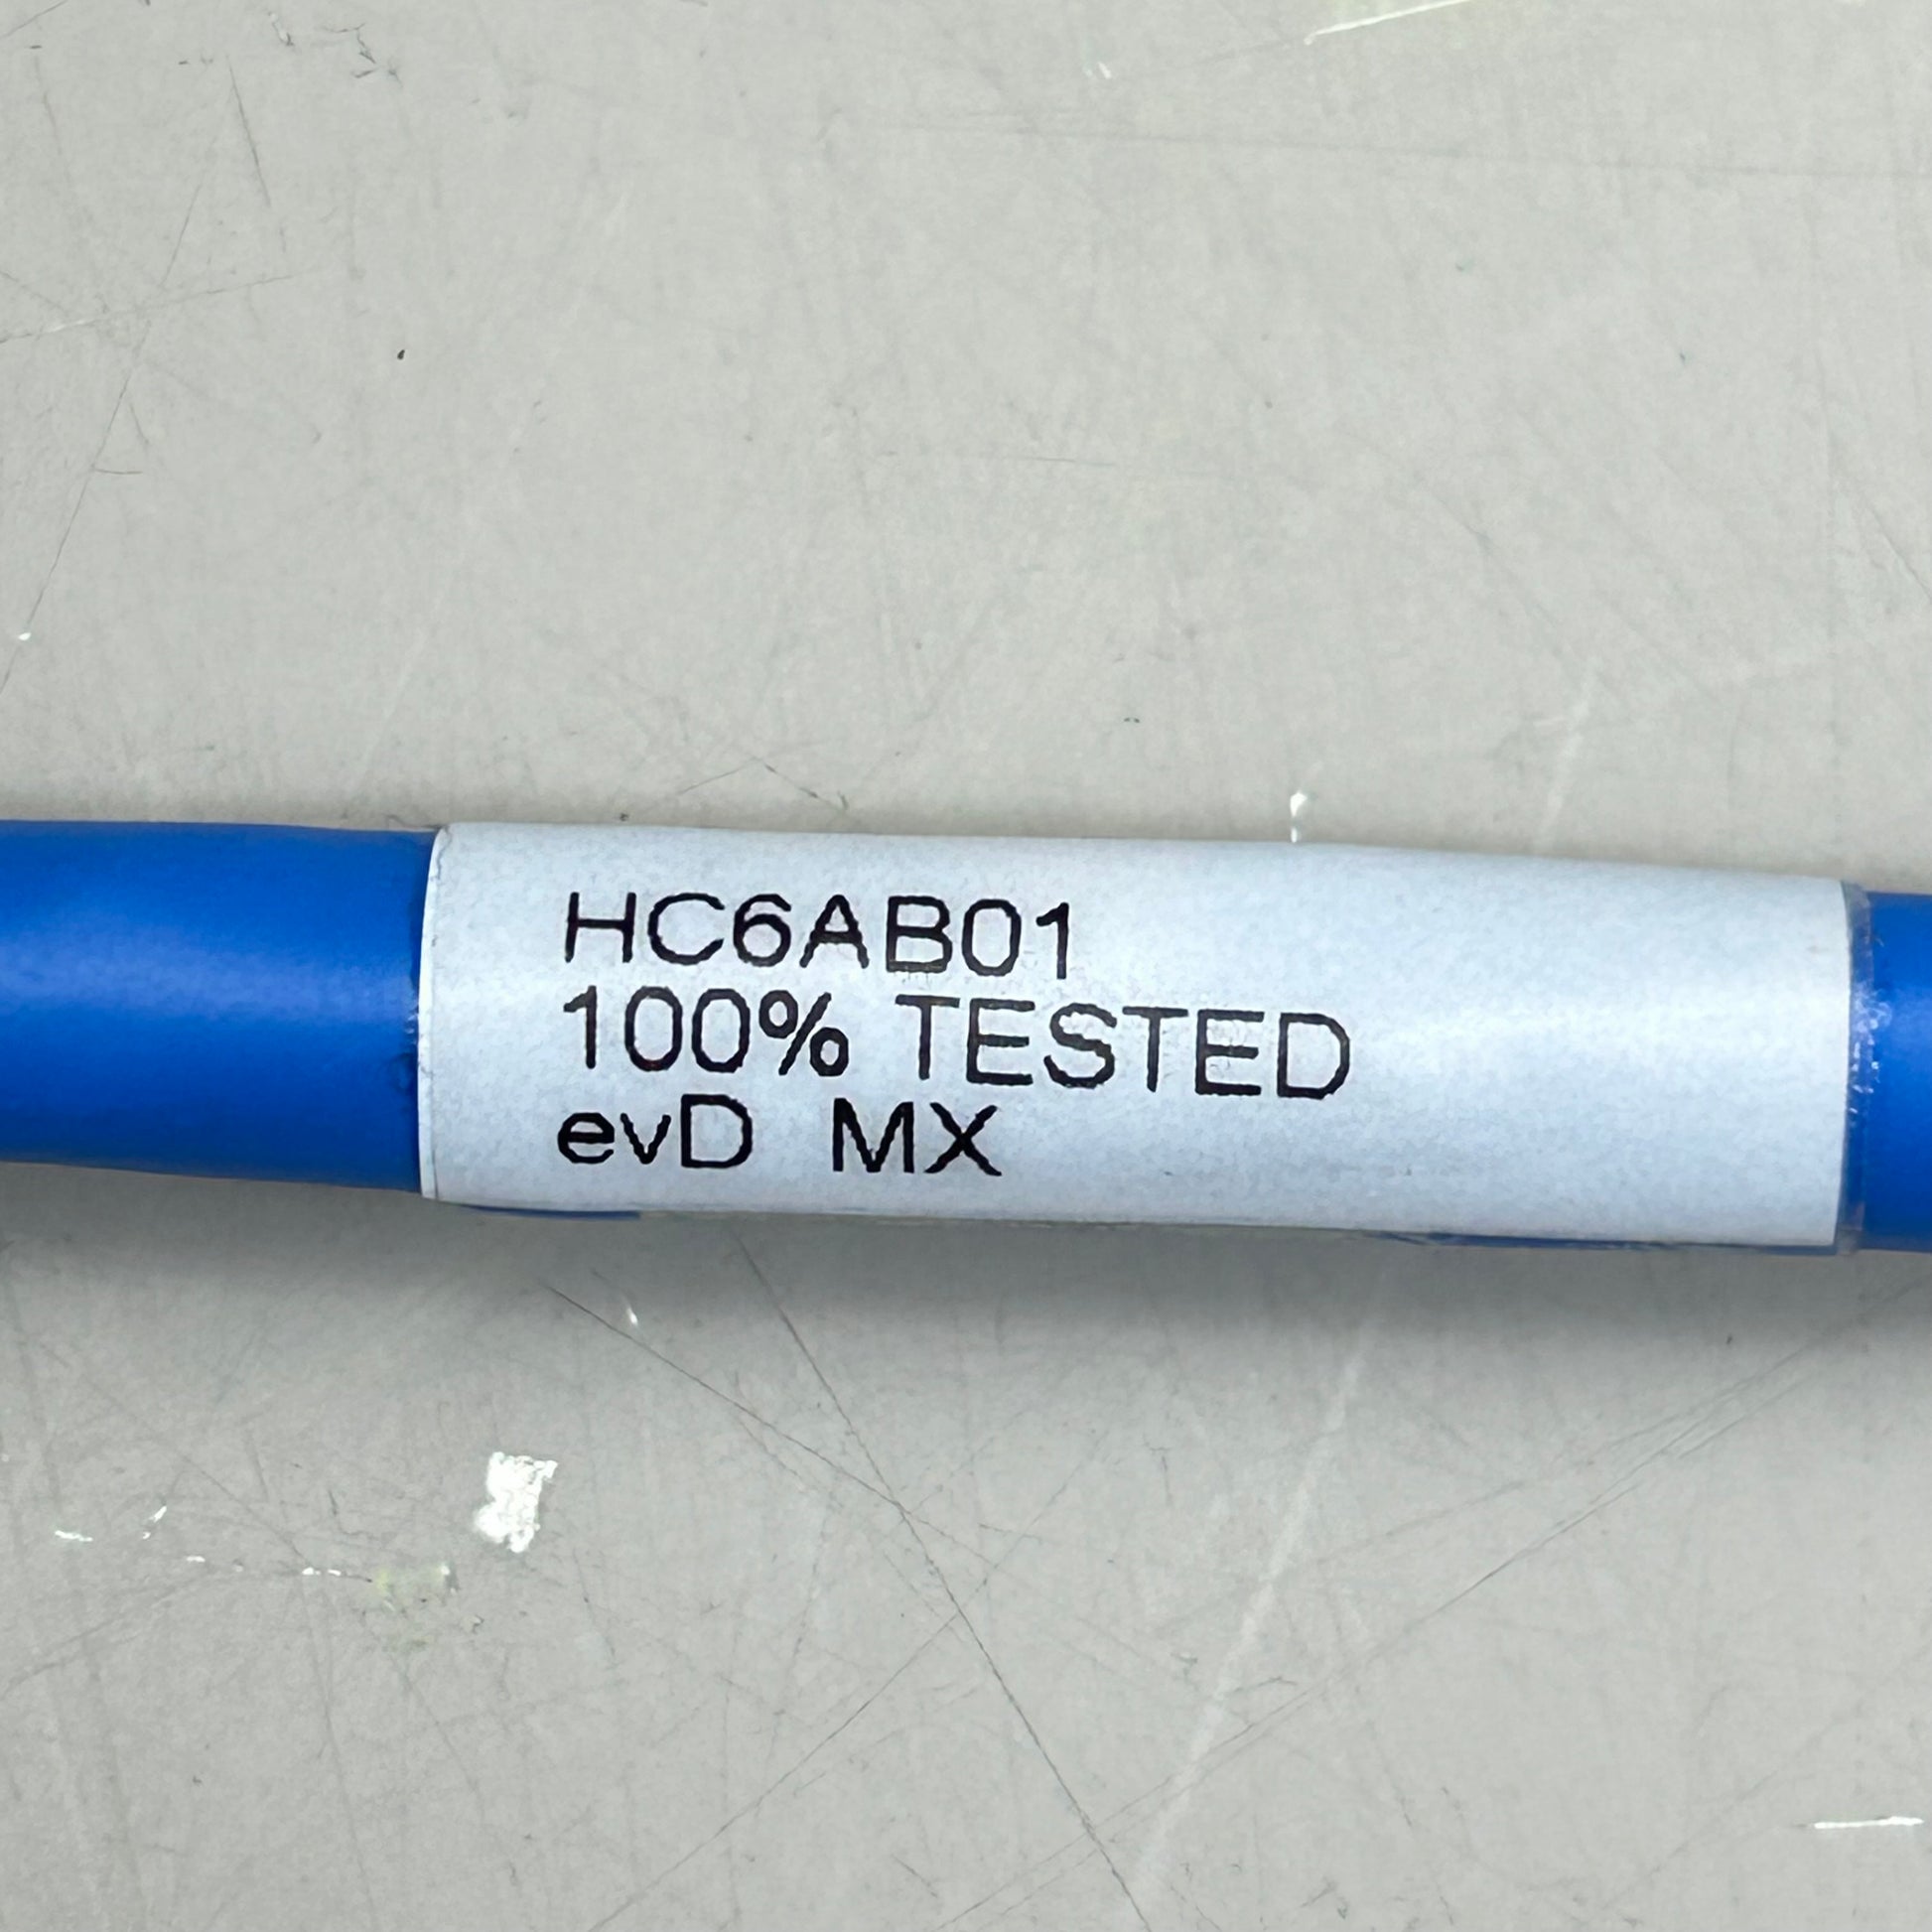 HC6AB01
100% TESTED
evD MX